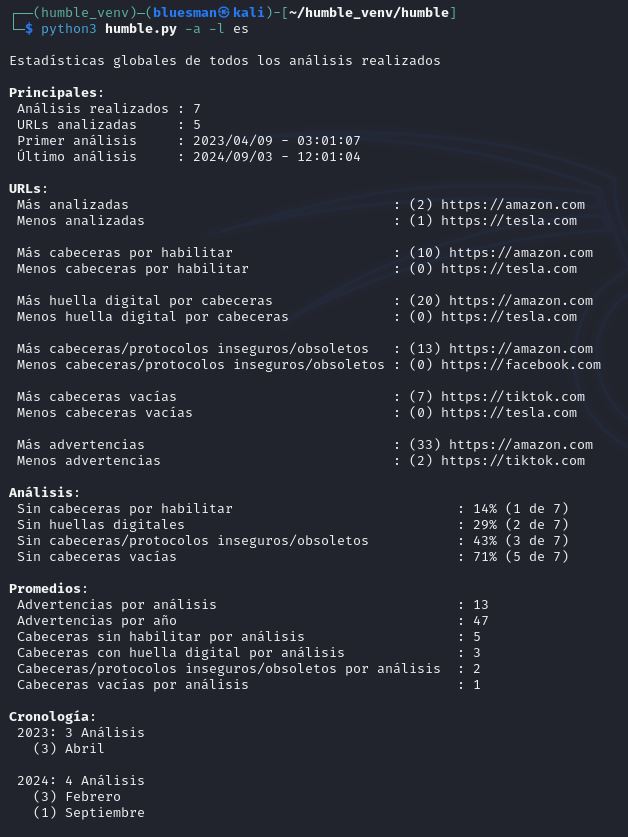 ┌──(humble_venv)─(bluesman㉿kali)-[~/humble_venv/humble]
└─$ python3 humble.py -a -l es
Estadísticas globales de todos los análisis realizados
Principales:
Análisis realizados : 7
URLs analizadas : 5
Primer análisis : 2023/04/09 - 03:01:07
Último análisis : 2024/09/03 - 12:01:04
URLs:
Más analizadas : (2) https://amazon.com
Menos analizadas : (1) https://tesla.com
Más cabeceras por habilitar : (10) https://amazon.com
Menos cabeceras por habilitar : (0) https://tesla.com
Más huella digital por cabeceras : (20) https://amazon.com
Menos huella digital por cabeceras : (0) https://tesla.com
Más cabeceras/protocolos inseguros/obsoletos : (13) https://amazon.com
Menos cabeceras/protocolos inseguros/obsoletos : (0) https://facebook.com
Más cabeceras vacías : (7) https://tiktok.com
Menos cabeceras vacías : (0) https://tesla.com
Más advertencias : (33) https://amazon.com
Menos advertencias : (2) https://tiktok.com
Análisis:
Sin cabeceras por habilitar : 14% (1 de 7)
Sin huellas digitales : 29% (2 de 7)
Sin cabeceras/protocolos inseguros/obsoletos : 43% (3 de 7)
Sin cabeceras vacías : 71% (5 de 7)
Promedios:
Advertencias por análisis : 13
Advertencias por año : 47
Cabeceras sin habilitar por análisis : 5
Cabeceras con huella digital por análisis : 3
Cabeceras/protocolos inseguros/obsoletos por análisis : 2
Cabeceras vacías por análisis : 1
Cronología:
2023: 3 Análisis
(3) Abril
2024: 4 Análisis
(3) Febrero
(1) Septiembre